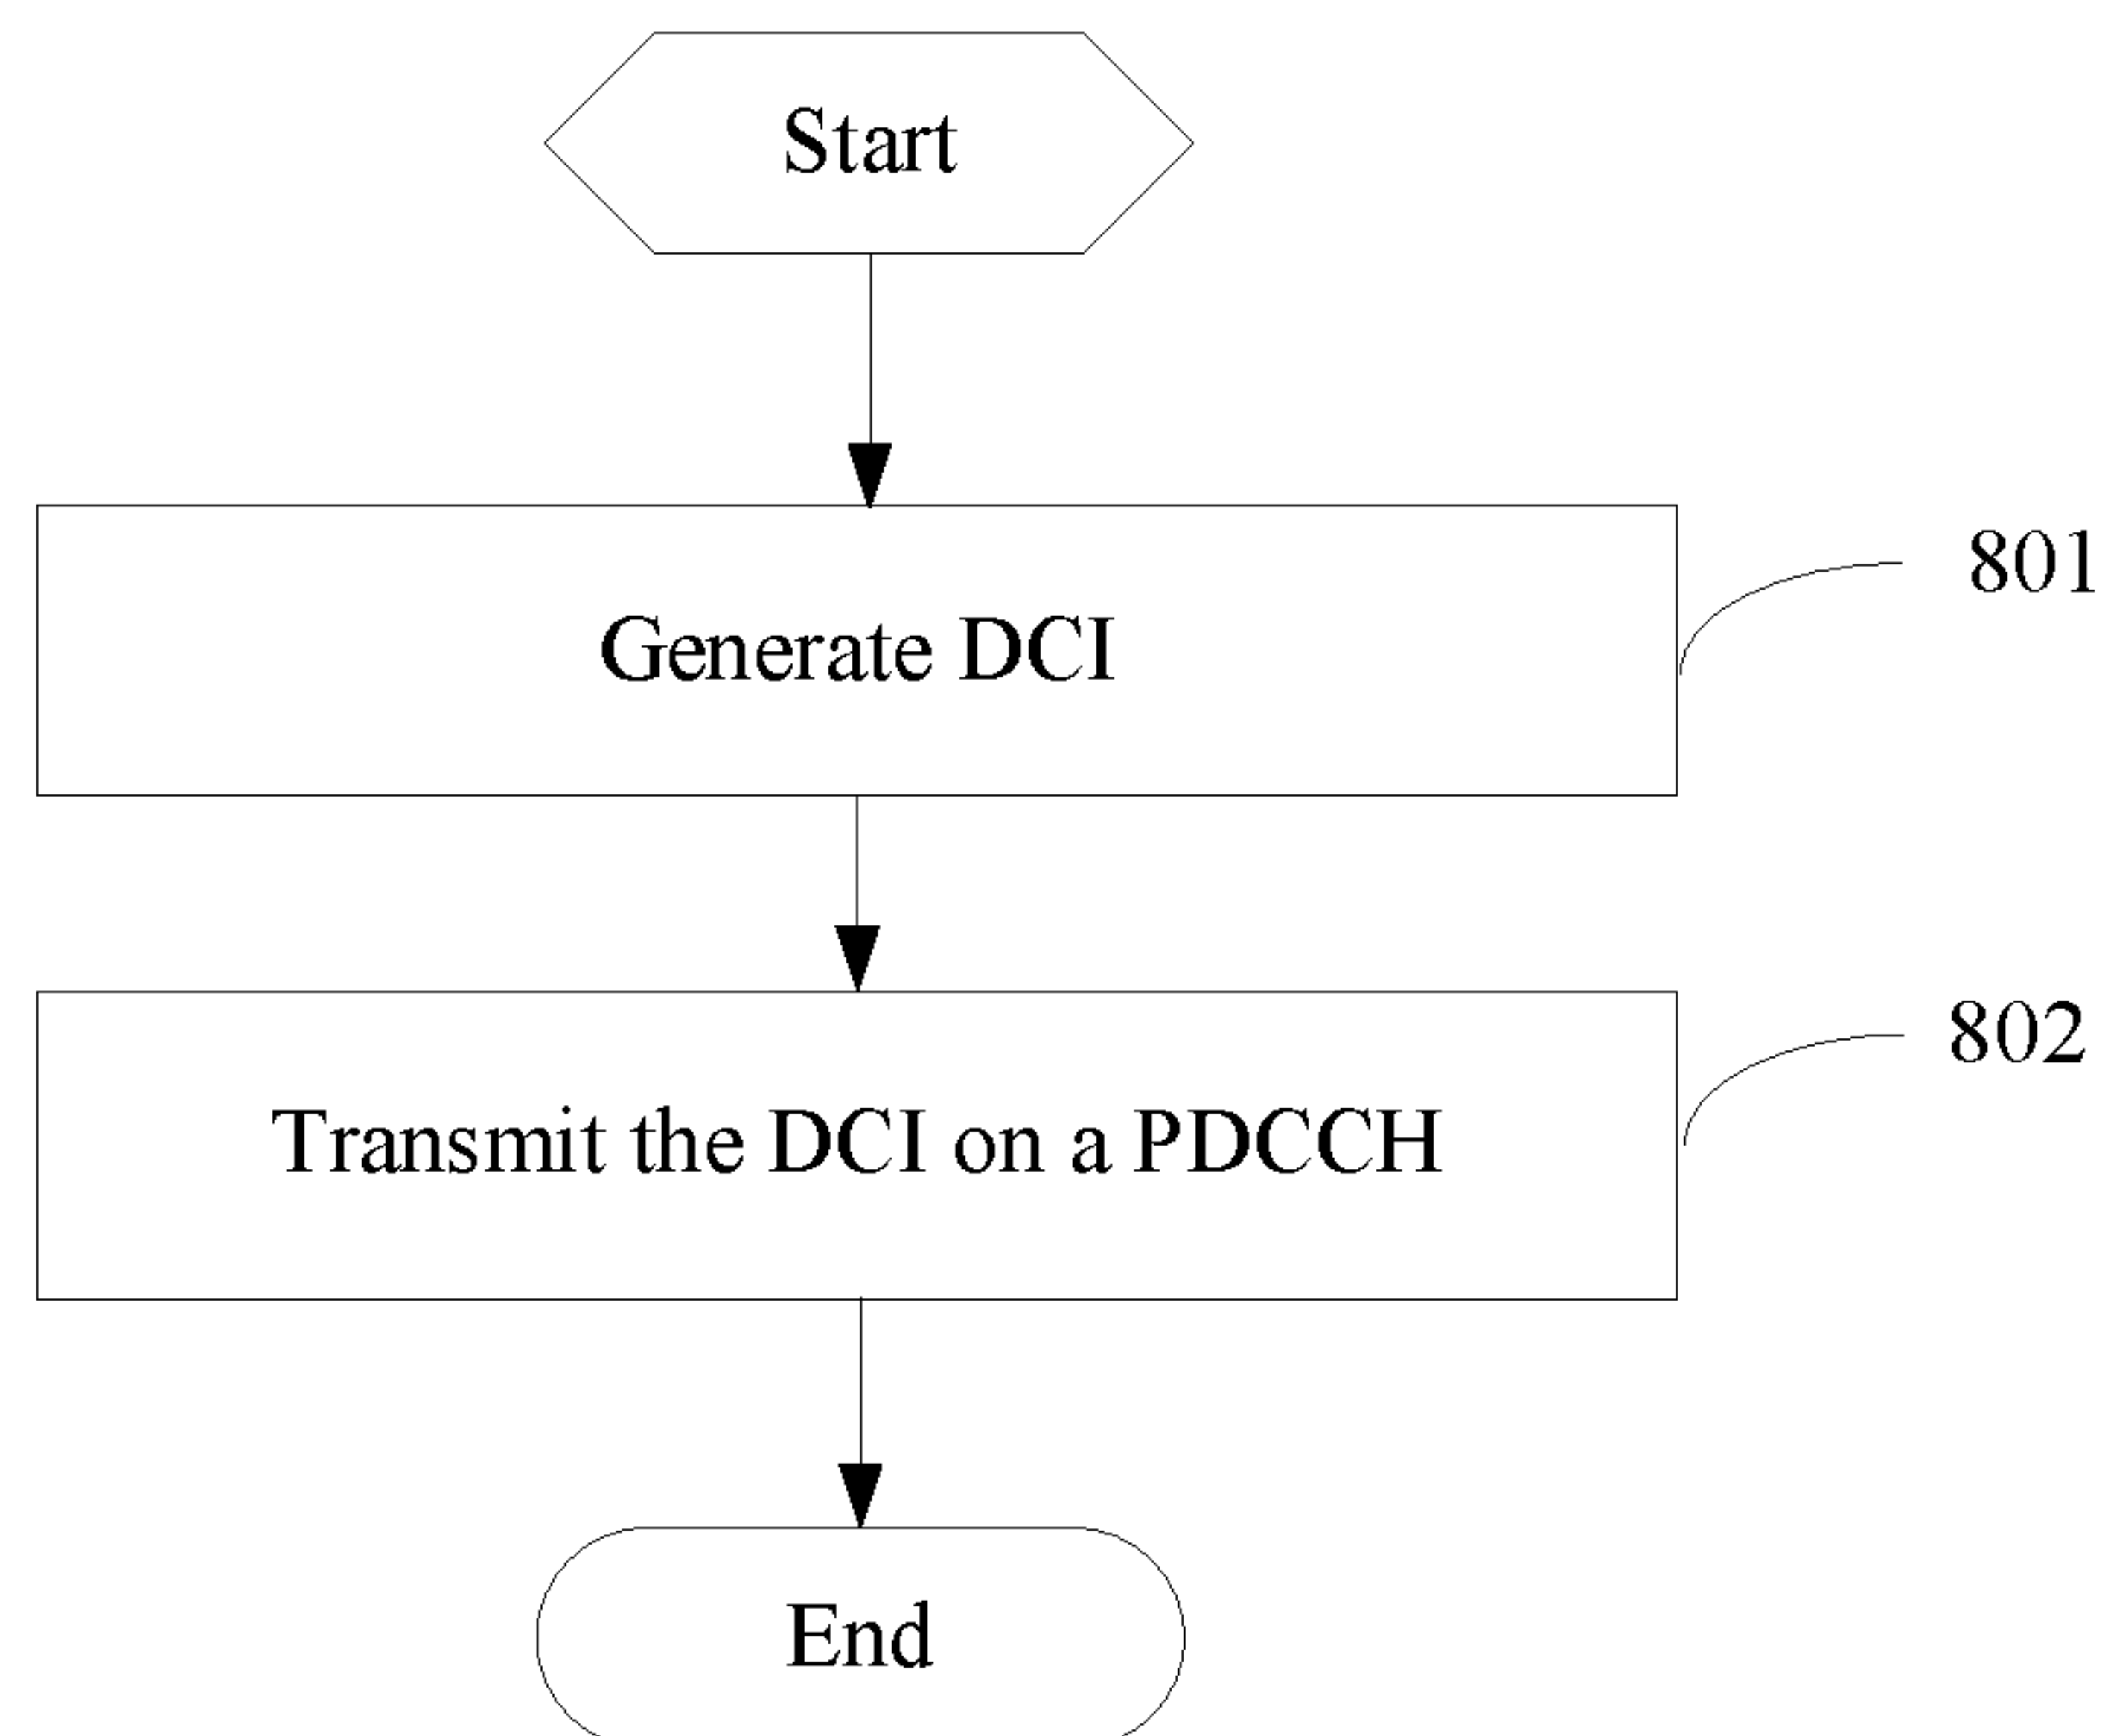 Start
Generate DCI
801
Transmit the DCI on a PDCCH
802
End